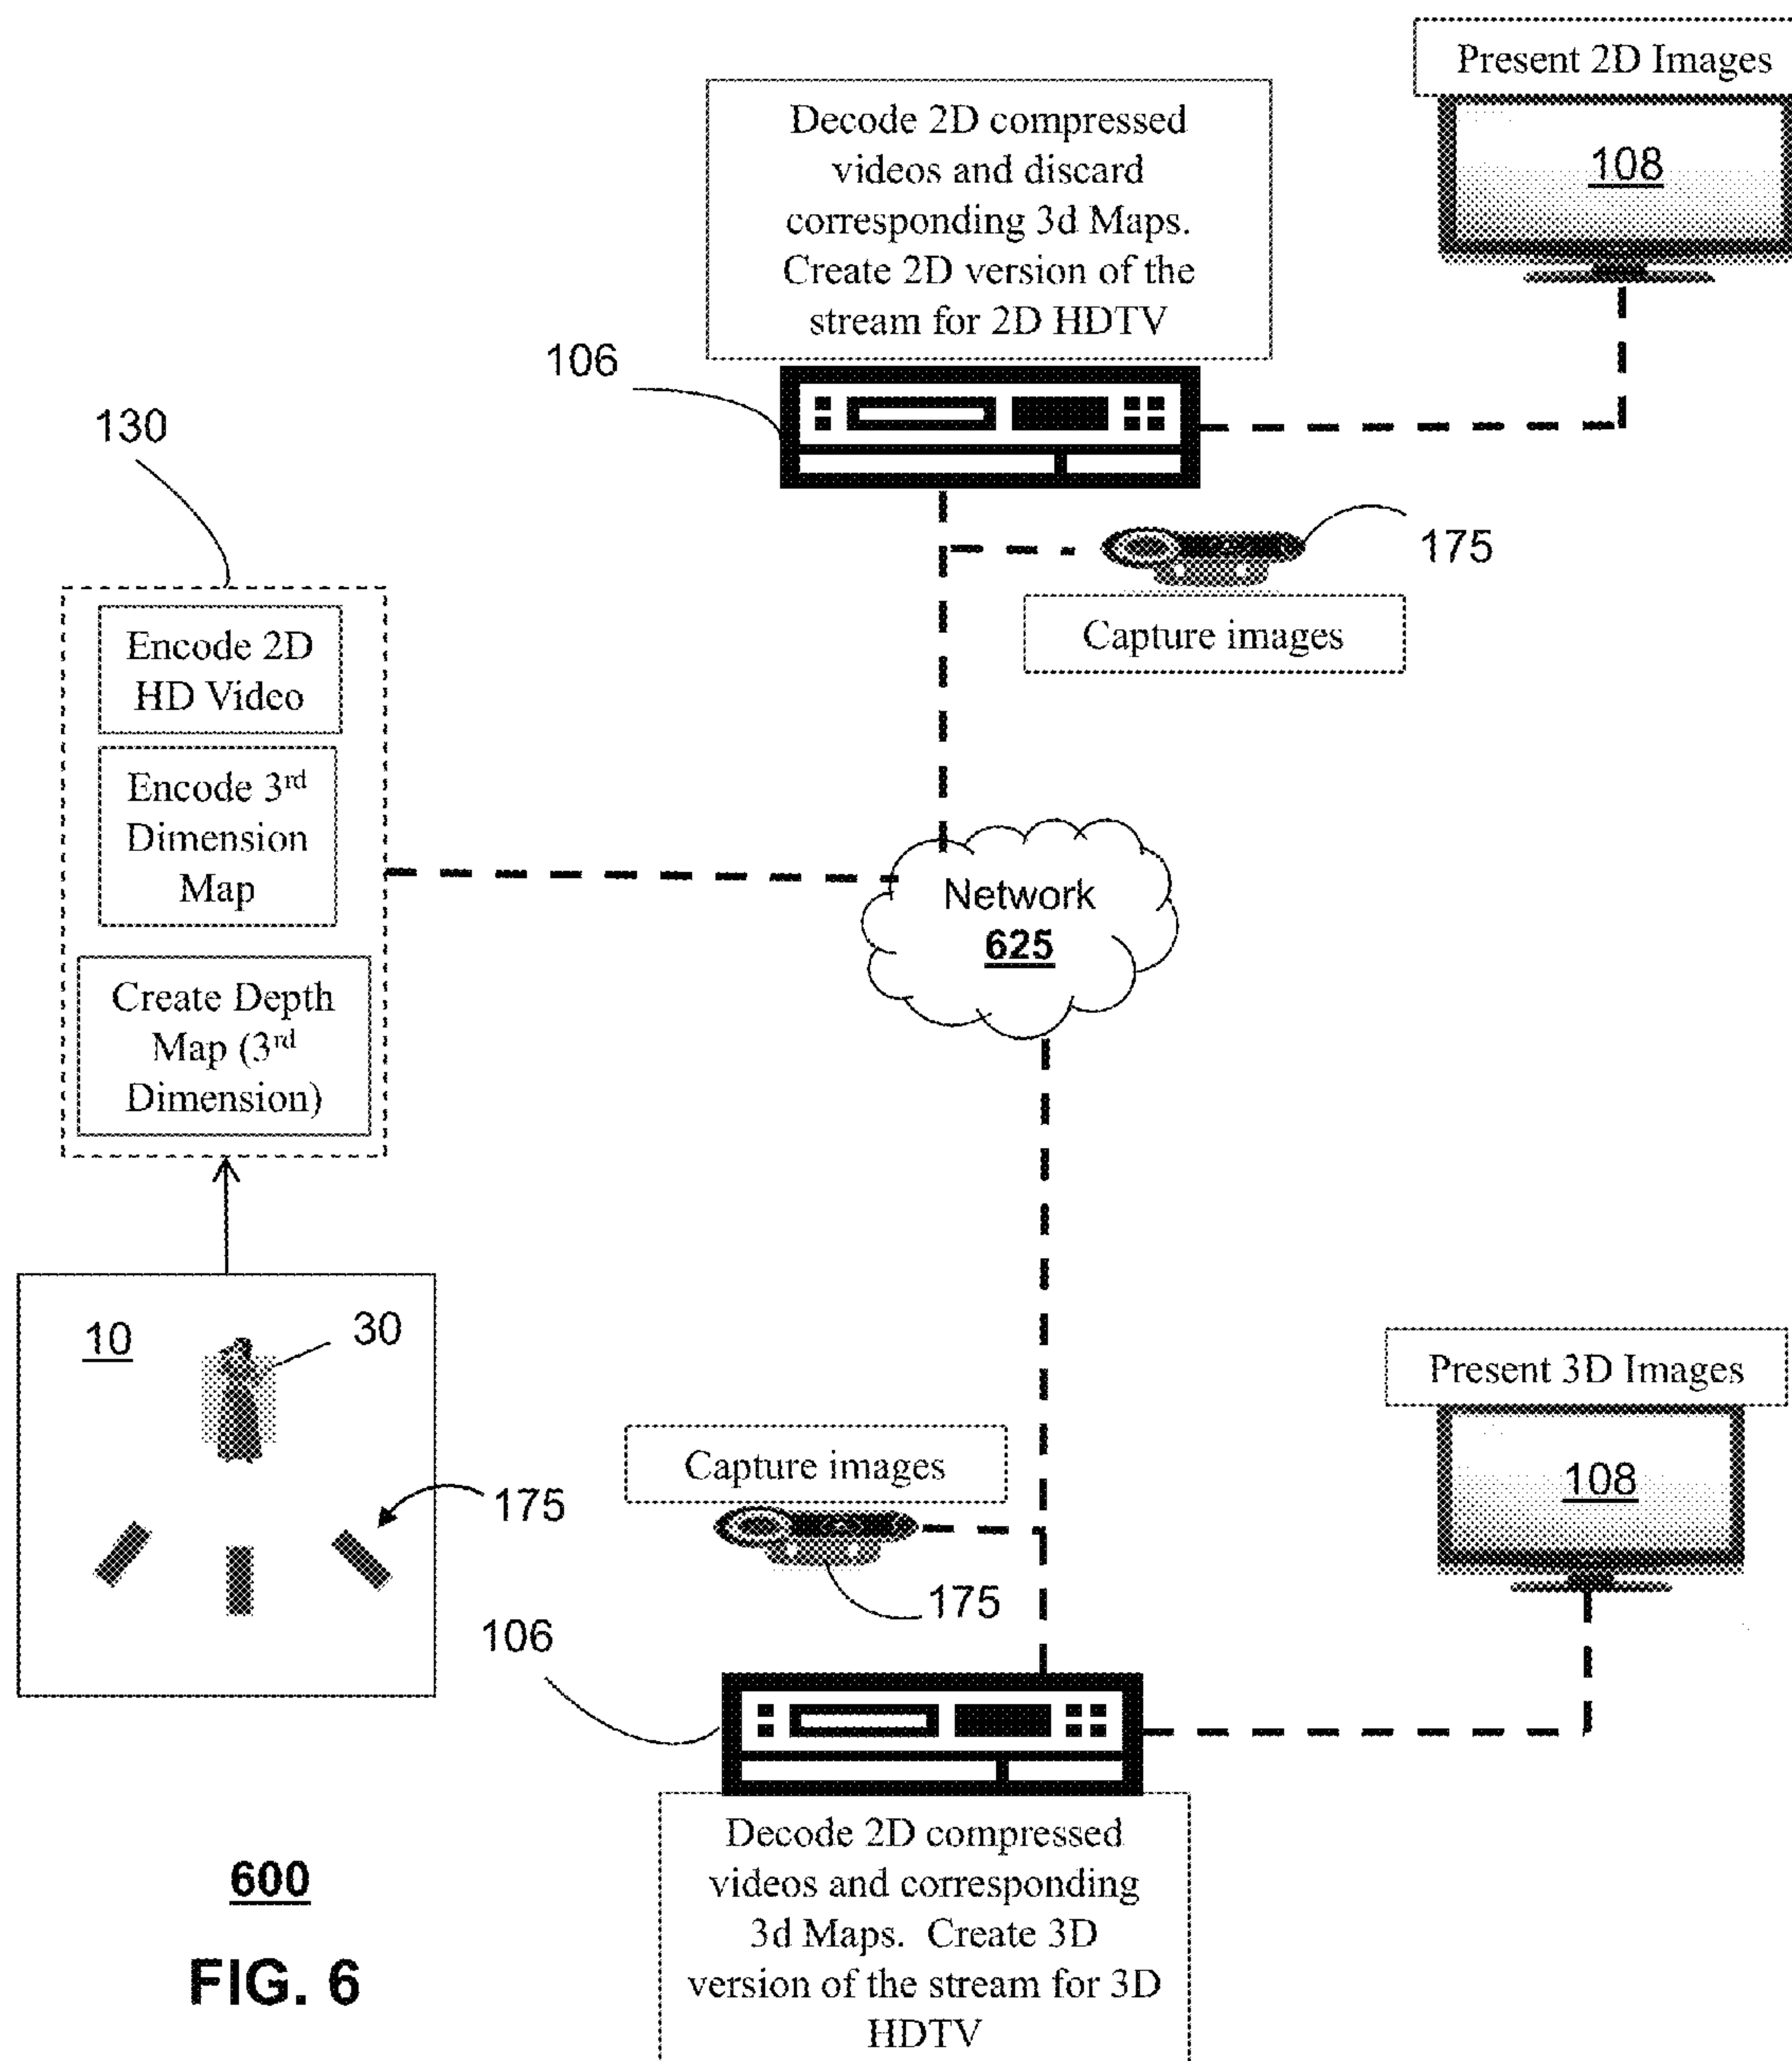 Present 2D Images
108
Decode 2D compressed
videos and discard
corresponding 3d Maps.
Create 2D version of the
stream for 2D HDTV
106
130
175
Capture images
Encode 2D
HD Video
Encode 3rd
Dimension
Map
Create Depth
Map (3rd
Dimension)
Network
625
10
30
175
Capture images
175
Present 3D Images
108
106
Decode 2D compressed
videos and corresponding
3d Maps. Create 3D
version of the stream for 3D
HDTV
600
FIG. 6